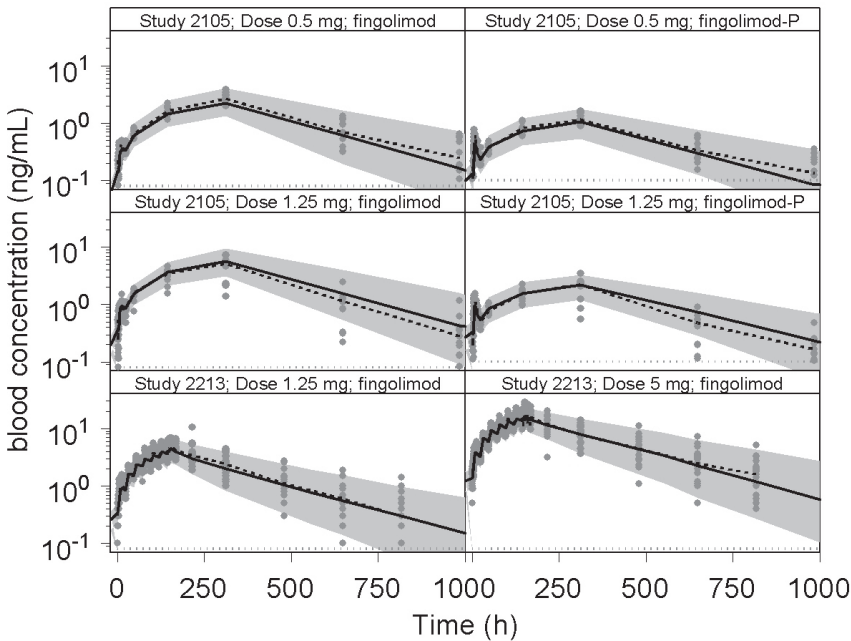 Study 2105; Dose 0.5 mg; fingolimod
Study 2105; Dose 0.5 mg; fingolimod-P
10¹
10⁰
10⁻¹
Study 2105; Dose 1.25 mg; fingolimod
Study 2105; Dose 1.25 mg; fingolimod-P
10¹
10⁰
10⁻¹
Study 2213; Dose 1.25 mg; fingolimod
Study 2213; Dose 5 mg; fingolimod
10¹
10⁰
10⁻¹
blood concentration (ng/mL)
0 250 500 750 1000 250 500 750 1000
Time (h)